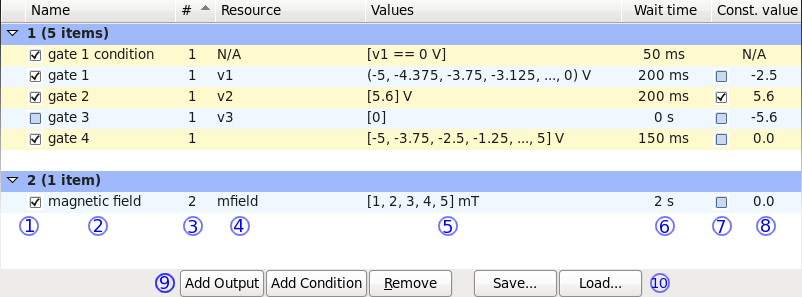 Name # Resource Values Wait time Const. value
1 (5 items)
gate 1 condition 1 N/A [v1 == 0 V] 50 ms N/A
gate 1 1 v1 (-5, -4.375, -3.75, -3.125, ..., 0) V 200 ms -2.5
gate 2 1 v2 [5.6] V 200 ms 5.6
gate 3 1 v3 [0] 0 s -5.6
gate 4 1 [-5, -3.75, -2.5, -1.25, ..., 5] V 150 ms 0.0
2 (1 item)
magnetic field 2 mfield [1, 2, 3, 4, 5] mT 2 s 0.0
① ② ③ ④ ⑤ ⑥ ⑦ ⑧
⑨ Add Output Add Condition Remove Save... Load... ⑩